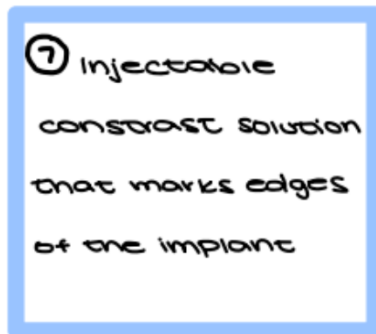 ⑦ Injectable
constrast solution
that marks edges
of the implant